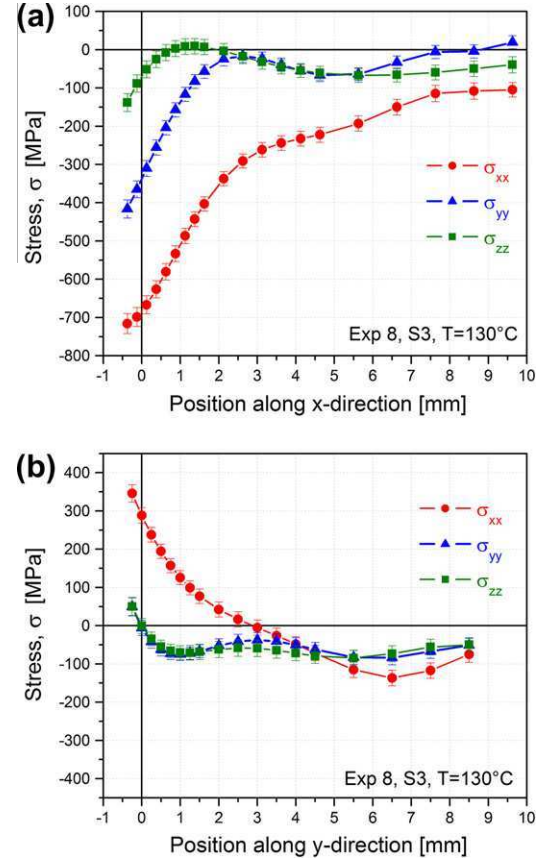 (a)
100
0
-100
-200
-300
-400
-500
-600
-700
-800
Stress, σ [MPa]
σxx
σyy
σzz
Exp 8, S3, T=130°C
-1 0 1 2 3 4 5 6 7 8 9 10
Position along x-direction [mm]
(b)
400
300
200
100
0
-100
-200
-300
-400
Stress, σ [MPa]
σxx
σyy
σzz
Exp 8, S3, T=130°C
-1 0 1 2 3 4 5 6 7 8 9 10
Position along y-direction [mm]